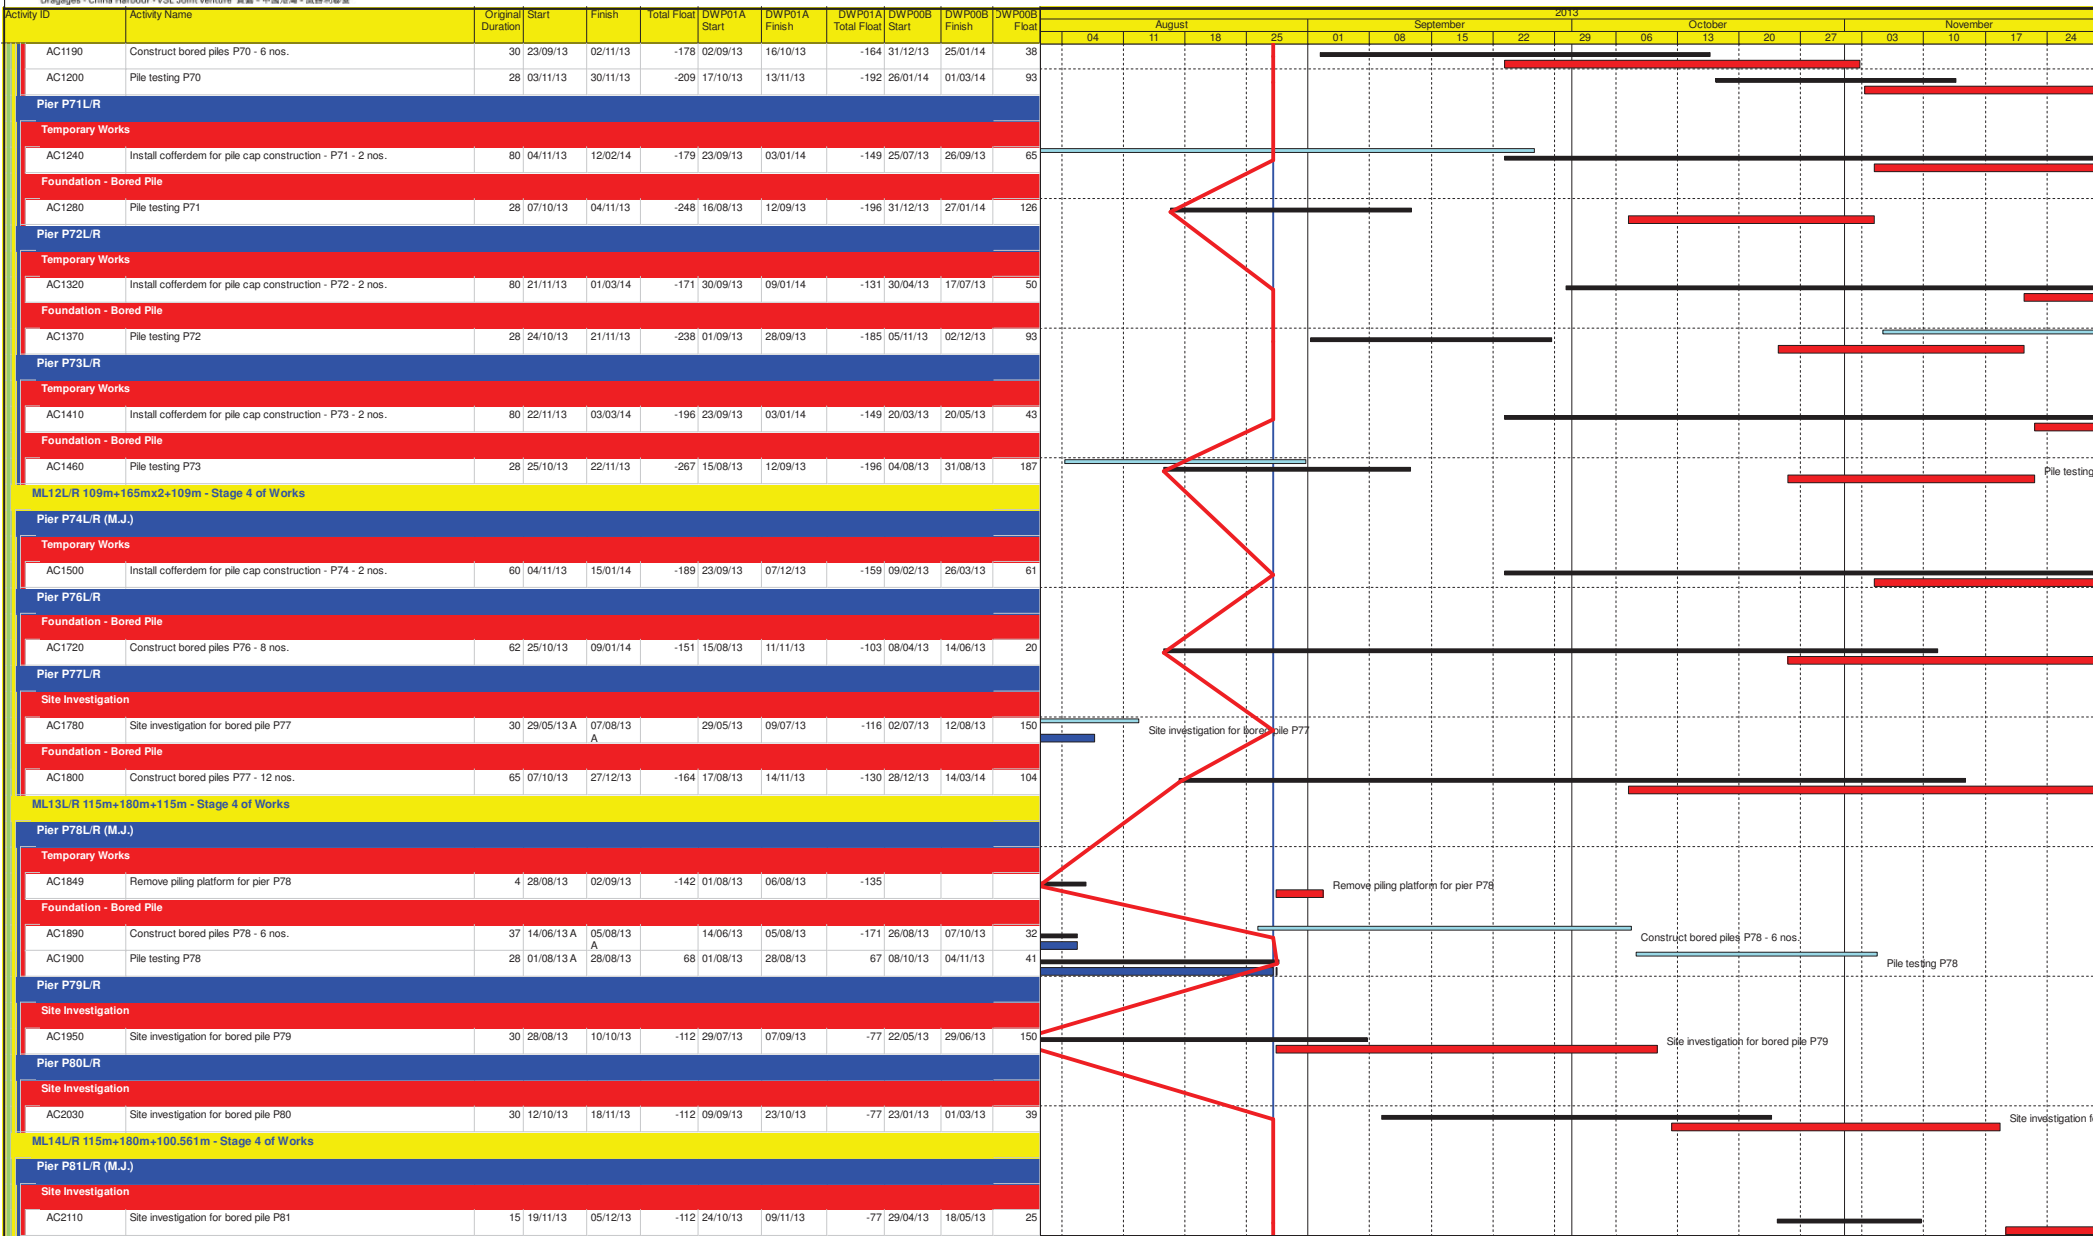 Dragages - China Harbour - VSL Joint Venture
Activity ID Activity Name Original Duration Start Finish Total Float DWP01A Start DWP01A Finish DWP01A Total Float DWP00B Start DWP00B Finish DWP00B Float
2013
August September October November
04 11 18 25 01 08 15 22 29 06 13 20 27 03 10 17 24
AC1190 Construct bored piles P70 - 6 nos. 30 23/09/13 02/11/13 -178 02/09/13 16/10/13 -164 31/12/13 25/01/14 38
AC1200 Pile testing P70 28 03/11/13 30/11/13 -209 17/10/13 13/11/13 -192 26/01/14 01/03/14 93
Pier P71L/R
Temporary Works
AC1240 Install cofferdem for pile cap construction - P71 - 2 nos. 80 04/11/13 12/02/14 -179 23/09/13 03/01/14 -149 25/07/13 26/09/13 65
Foundation - Bored Pile
AC1280 Pile testing P71 28 07/10/13 04/11/13 -248 16/08/13 12/09/13 -196 31/12/13 27/01/14 126
Pier P72L/R
Temporary Works
AC1320 Install cofferdem for pile cap construction - P72 - 2 nos. 80 21/11/13 01/03/14 -171 30/09/13 09/01/14 -131 30/04/13 17/07/13 50
Foundation - Bored Pile
AC1370 Pile testing P72 28 24/10/13 21/11/13 -238 01/09/13 28/09/13 -185 05/11/13 02/12/13 93
Pier P73L/R
Temporary Works
AC1410 Install cofferdem for pile cap construction - P73 - 2 nos. 80 22/11/13 03/03/14 -196 23/09/13 03/01/14 -149 20/03/13 20/05/13 43
Foundation - Bored Pile
AC1460 Pile testing P73 28 25/10/13 22/11/13 -267 15/08/13 12/09/13 -196 04/08/13 31/08/13 187
Pile testing
ML12L/R 109m+165mx2+109m - Stage 4 of Works
Pier P74L/R (M.J.)
Temporary Works
AC1500 Install cofferdem for pile cap construction - P74 - 2 nos. 60 04/11/13 15/01/14 -189 23/09/13 07/12/13 -159 09/02/13 26/03/13 61
Pier P76L/R
Foundation - Bored Pile
AC1720 Construct bored piles P76 - 8 nos. 62 25/10/13 09/01/14 -151 15/08/13 11/11/13 -103 08/04/13 14/06/13 20
Pier P77L/R
Site Investigation
AC1780 Site investigation for bored pile P77 30 29/05/13 A 07/08/13 A 29/05/13 09/07/13 -116 02/07/13 12/08/13 150
Site investigation for bored pile P77
Foundation - Bored Pile
AC1800 Construct bored piles P77 - 12 nos. 65 07/10/13 27/12/13 -164 17/08/13 14/11/13 -130 28/12/13 14/03/14 104
ML13L/R 115m+180m+115m - Stage 4 of Works
Pier P78L/R (M.J.)
Temporary Works
AC1849 Remove piling platform for pier P78 4 28/08/13 02/09/13 -142 01/08/13 06/08/13 -135
Remove piling platform for pier P78
Foundation - Bored Pile
AC1890 Construct bored piles P78 - 6 nos. 37 14/06/13 A 05/08/13 A 14/06/13 05/08/13 -171 26/08/13 07/10/13 32
Construct bored piles P78 - 6 nos.
AC1900 Pile testing P78 28 01/08/13 A 28/08/13 68 01/08/13 28/08/13 67 08/10/13 04/11/13 41
Pile testing P78
Pier P79L/R
Site Investigation
AC1950 Site investigation for bored pile P79 30 28/08/13 10/10/13 -112 29/07/13 07/09/13 -77 22/05/13 29/06/13 150
Site investigation for bored pile P79
Pier P80L/R
Site Investigation
AC2030 Site investigation for bored pile P80 30 12/10/13 18/11/13 -112 09/09/13 23/10/13 -77 23/01/13 01/03/13 39
Site investigation f
ML14L/R 115m+180m+100.561m - Stage 4 of Works
Pier P81L/R (M.J.)
Site Investigation
AC2110 Site investigation for bored pile P81 15 19/11/13 05/12/13 -112 24/10/13 09/11/13 -77 29/04/13 18/05/13 25